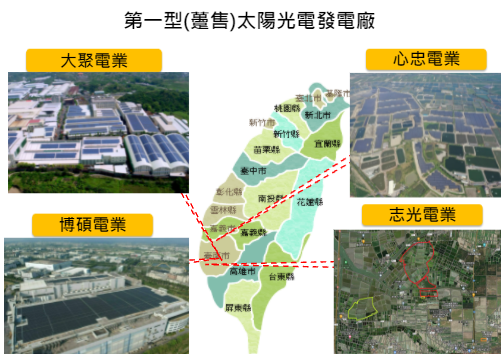 第一型(躉售)太陽光電發電廠
大聚電業
心忠電業
臺北市
基隆市
桃園縣
新北市
新竹市
新竹縣
宜蘭縣
苗栗縣
臺中市
彰化縣
南投縣
花蓮縣
雲林縣
嘉義市
嘉義縣
博碩電業
志光電業
臺南市
高雄市
台東縣
屏東縣